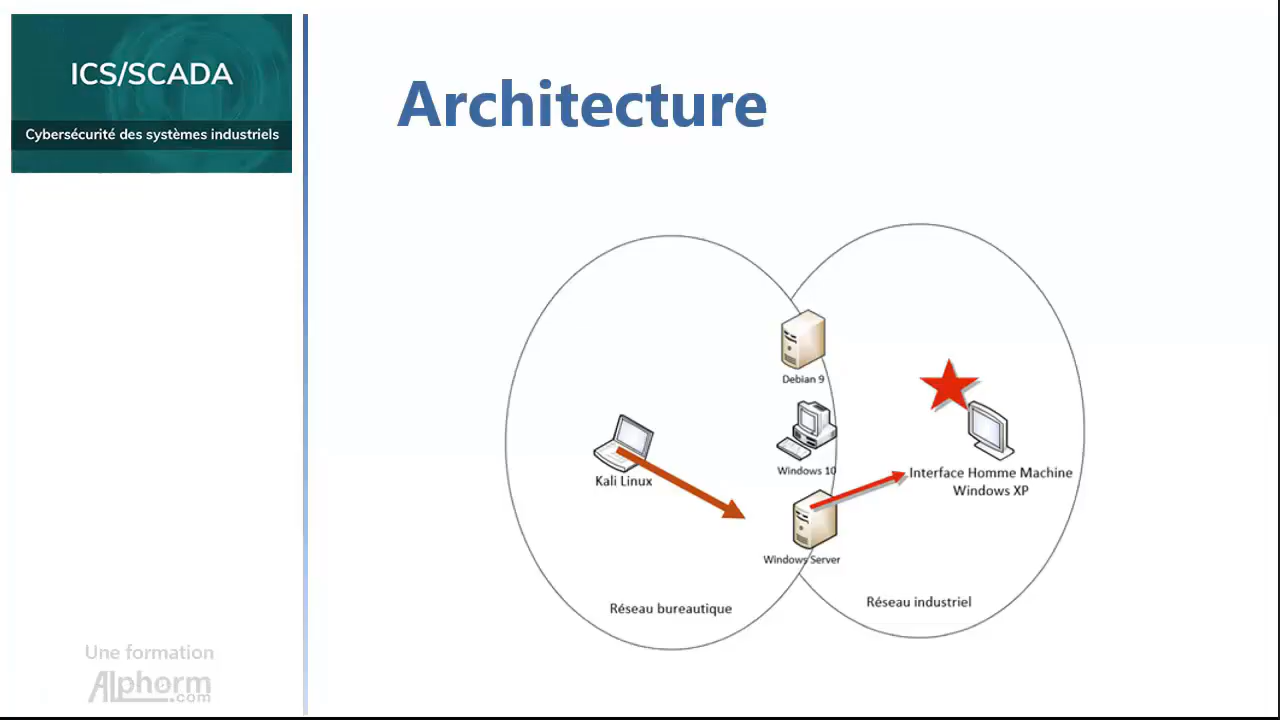 ICS/SCADA
Cybersécurité des systèmes industriels
Architecture
Debian 9
Windows 10
Kali Linux
Interface Homme Machine
Windows XP
Windows Server
Réseau bureautique
Réseau industriel
Une formation
Alphorm
.com